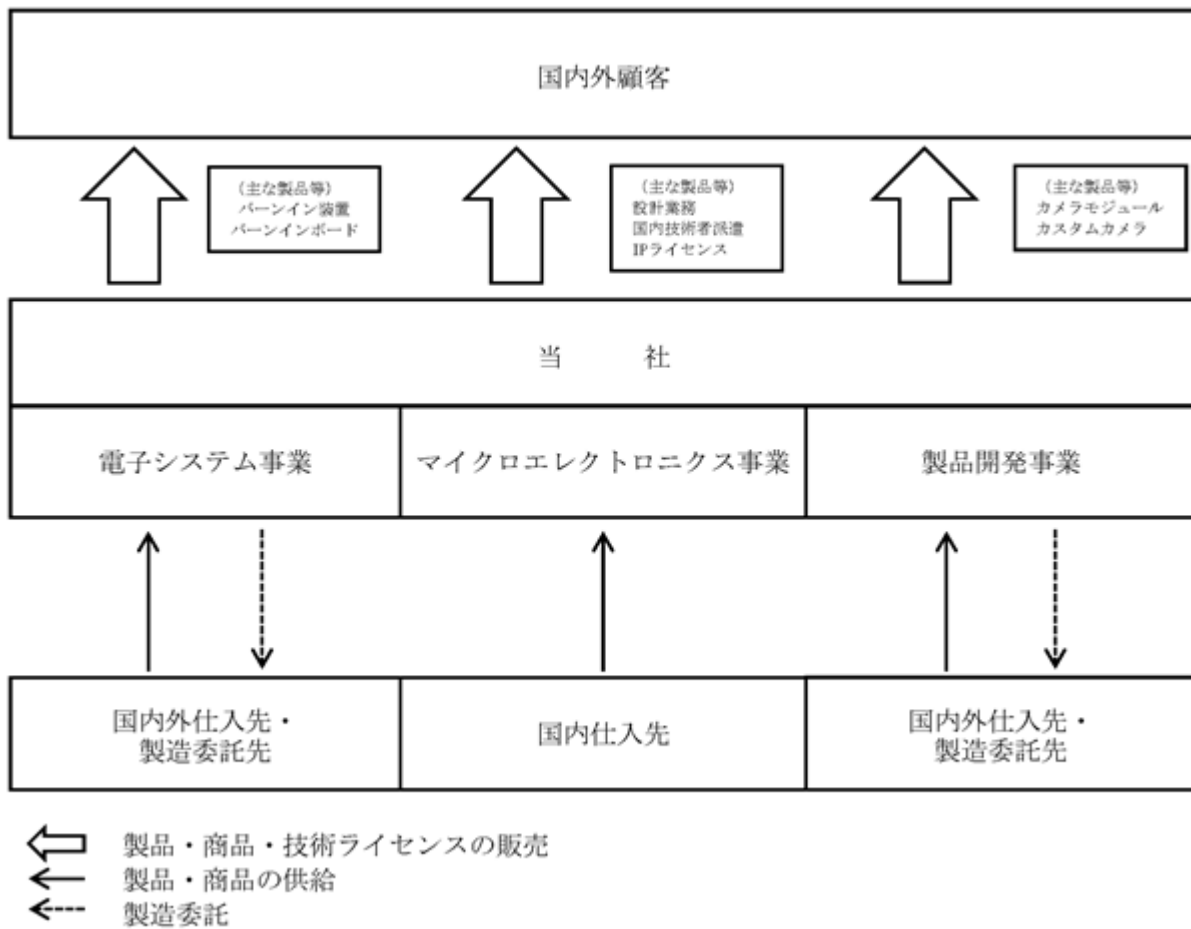 国内外顧客
(主な製品等)
バーンイン装置
バーンインボード
(主な製品等)
設計業務
国内技術者派遣
IPライセンス
(主な製品等)
カメラモジュール
カスタムカメラ
当　　　社
電子システム事業
マイクロエレクトロニクス事業
製品開発事業
国内外仕入先・
製造委託先
国内仕入先
国内外仕入先・
製造委託先
製品・商品・技術ライセンスの販売
製品・商品の供給
製造委託